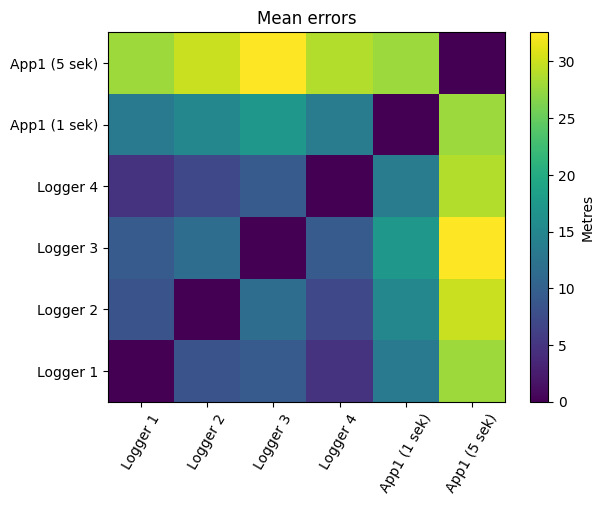 Mean errors
App1 (5 sek)
App1 (1 sek)
Logger 4
Logger 3
Logger 2
Logger 1
Logger 1
Logger 2
Logger 3
Logger 4
App1 (1 sek)
App1 (5 sek)
30
25
20
15
10
5
0
Metres